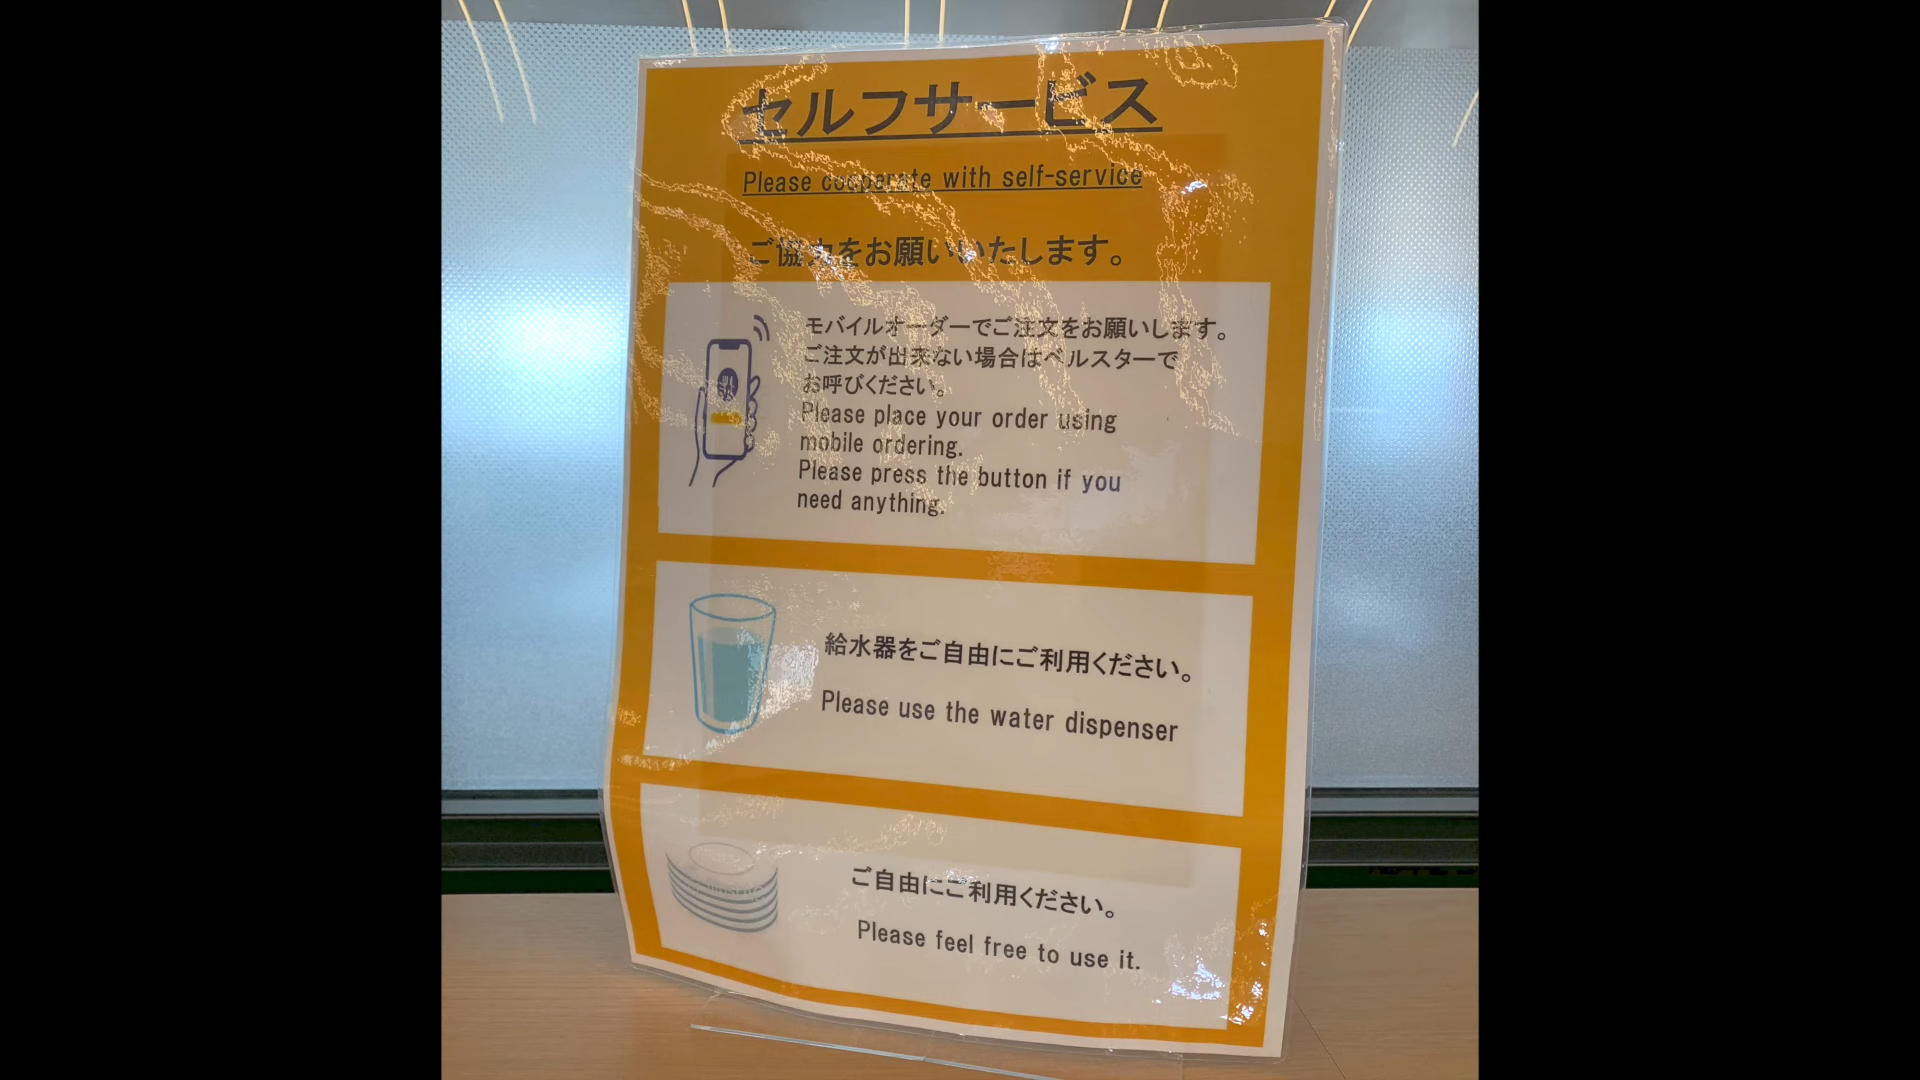 セルフサービス
Please cooperate with self-service
ご協力をお願いいたします。
モバイルオーダーでご注文をお願いします。
ご注文が出来ない場合はベルスターで
お呼びください。
Please place your order using
mobile ordering.
Please press the button if you
need anything.
給水器をご自由にご利用ください。
Please use the water dispenser
ご自由にご利用ください。
Please feel free to use it.